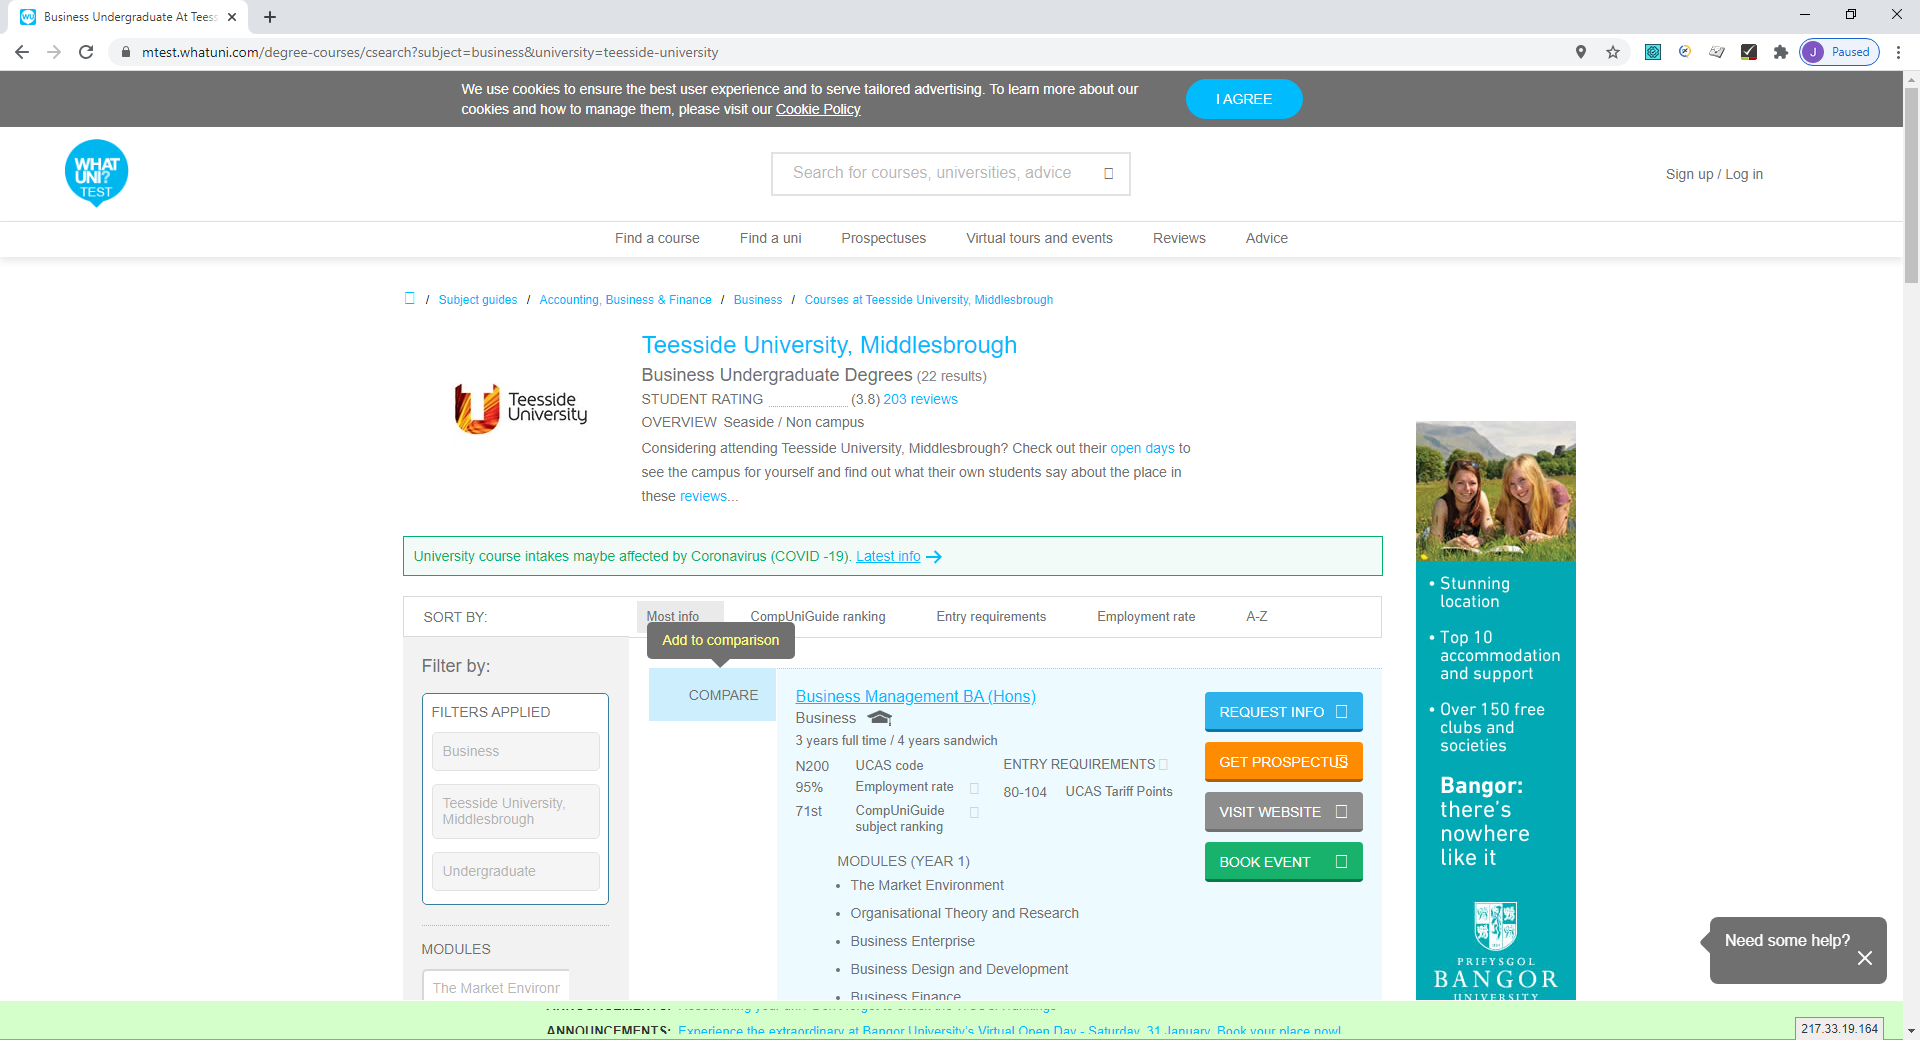 Business Undergraduate At Teess
mtest.whatuni.com/degree-courses/csearch?subject=business&university=teesside-university
J Paused
We use cookies to ensure the best user experience and to serve tailored advertising. To learn more about our
cookies and how to manage them, please visit our Cookie Policy
I AGREE
WHAT
UNI?
TEST
Search for courses, universities, advice
Sign up / Log in
Find a course
Find a uni
Prospectuses
Virtual tours and events
Reviews
Advice
/ Subject guides / Accounting, Business & Finance / Business / Courses at Teesside University, Middlesbrough
Teesside
University
Teesside University, Middlesbrough
Business Undergraduate Degrees (22 results)
STUDENT RATING (3.8) 203 reviews
OVERVIEW Seaside / Non campus
Considering attending Teesside University, Middlesbrough? Check out their open days to
see the campus for yourself and find out what their own students say about the place in
these reviews...
University course intakes maybe affected by Coronavirus (COVID -19). Latest info
SORT BY:
Most info
CompUniGuide ranking
Entry requirements
Employment rate
A-Z
Add to comparison
Filter by:
FILTERS APPLIED
Business
Teesside University,
Middlesbrough
Undergraduate
MODULES
The Market Environr
COMPARE
Business Management BA (Hons)
Business
3 years full time / 4 years sandwich
N200 UCAS code
95% Employment rate
71st CompUniGuide
subject ranking
ENTRY REQUIREMENTS
80-104 UCAS Tariff Points
MODULES (YEAR 1)
• The Market Environment
• Organisational Theory and Research
• Business Enterprise
• Business Design and Development
• Business Finance
REQUEST INFO
GET PROSPECTUS
VISIT WEBSITE
BOOK EVENT
• Stunning
location
• Top 10
accommodation
and support
• Over 150 free
clubs and
societies
Bangor:
there's
nowhere
like it
PRIFYSGOL
BANGOR
UNIVERSITY
Need some help?
ANNOUNCEMENTS: Experience the extraordinary at Bangor University's Virtual Open Day - Saturday, 31 January. Book your place now!
217.33.19.164